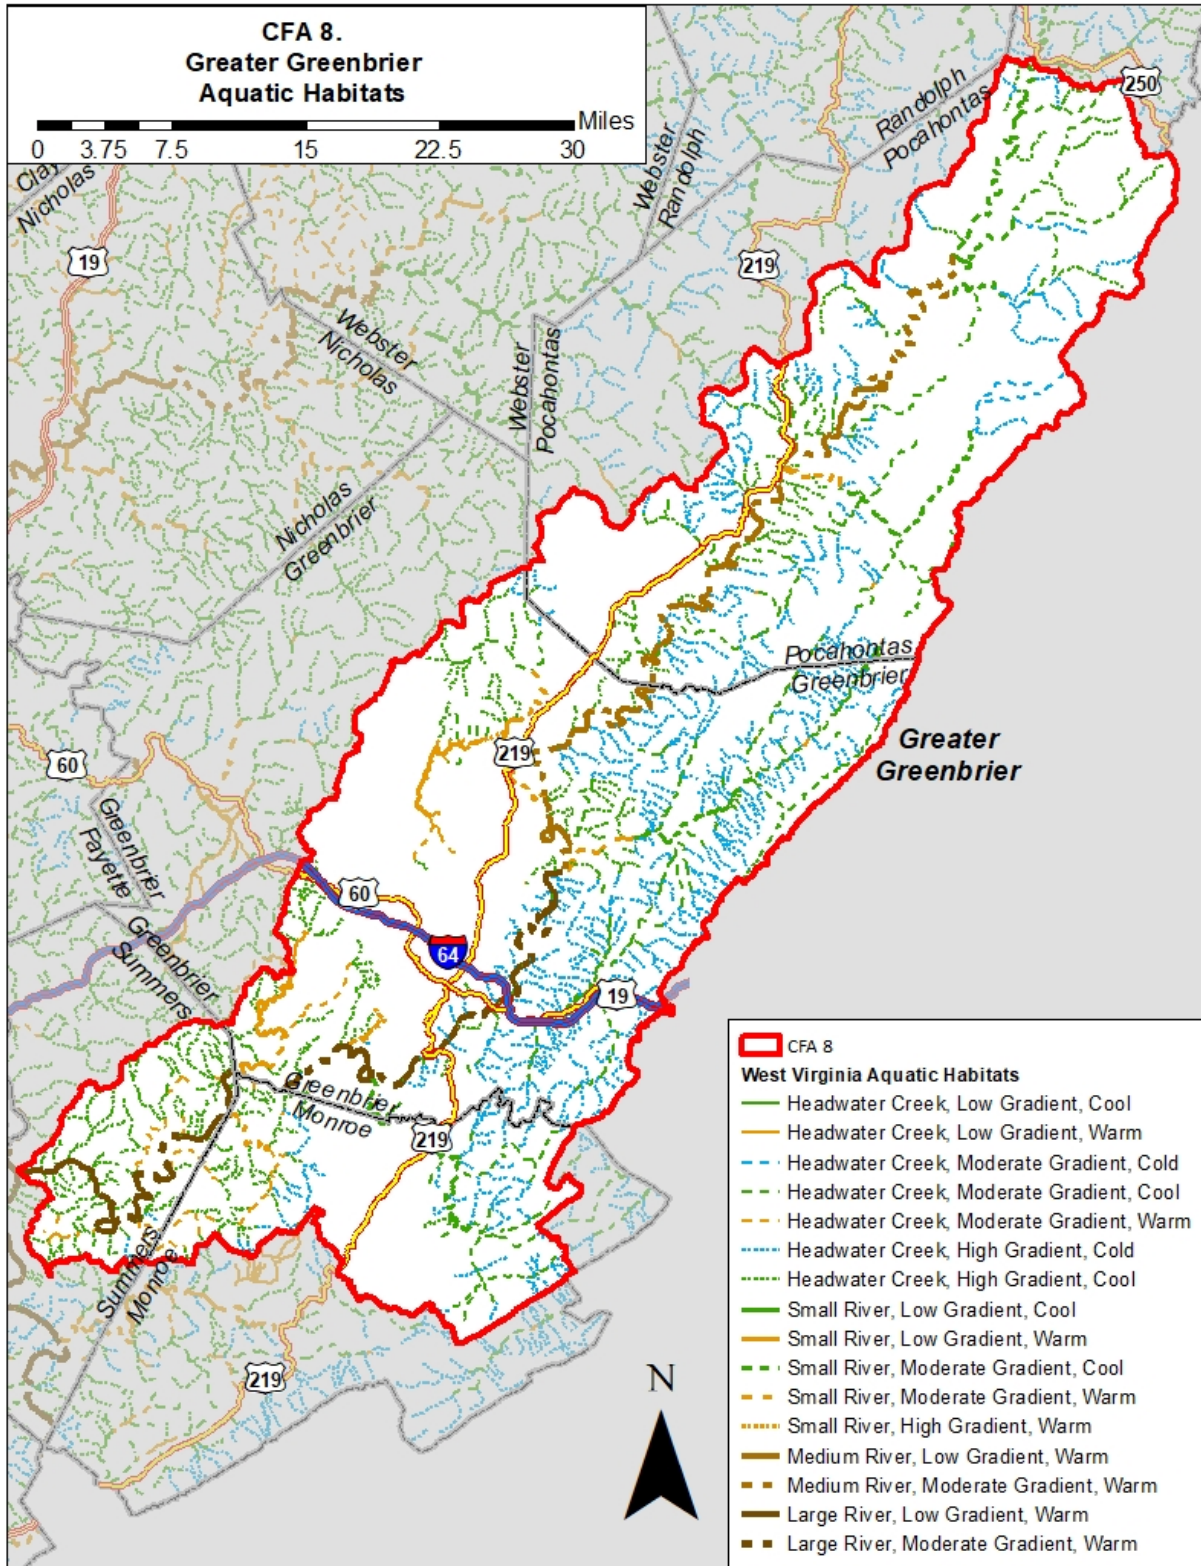 CFA 8.
Greater Greenbrier
Aquatic Habitats
Miles
0 3.75 7.5 15 22.5 30
250
Randolph
Pocahontas
Webster
Randolph
Clay
Nicholas
19
219
Webster
Nicholas
Webster
Pocahontas
Nicholas
Greenbrier
Pocahontas
Greenbrier
Greater
Greenbrier
219
60
Greenbrier
Fayette
60
Greenbrier
Summers
64
19
Greenbrier
Monroe
219
Summers
Monroe
219
N
CFA 8
West Virginia Aquatic Habitats
Headwater Creek, Low Gradient, Cool
Headwater Creek, Low Gradient, Warm
Headwater Creek, Moderate Gradient, Cold
Headwater Creek, Moderate Gradient, Cool
Headwater Creek, Moderate Gradient, Warm
Headwater Creek, High Gradient, Cold
Headwater Creek, High Gradient, Cool
Small River, Low Gradient, Cool
Small River, Low Gradient, Warm
Small River, Moderate Gradient, Cool
Small River, Moderate Gradient, Warm
Small River, High Gradient, Warm
Medium River, Low Gradient, Warm
Medium River, Moderate Gradient, Warm
Large River, Low Gradient, Warm
Large River, Moderate Gradient, Warm